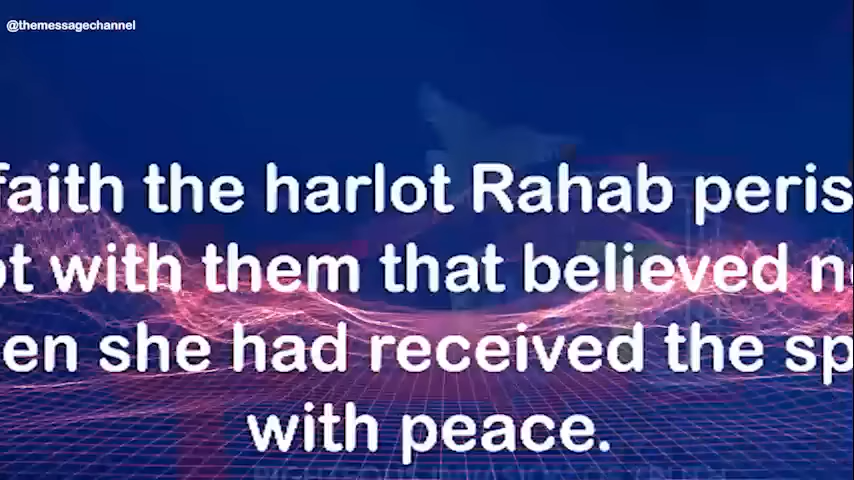 @themessagechannel
faith the harlot Rahab peris
ot with them that believed n
en she had received the sp
with peace.